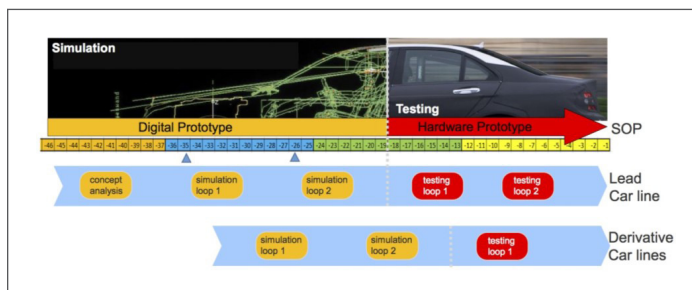 Simulation
Testing
Digital Prototype
Hardware Prototype
SOP
-46 -45 -44 -43 -42 -41 -40 -39 -38 -37 -36 -35 -34 -33 -32 -31 -30 -29 -28 -27 -26 -25 -24 -23 -22 -21 -20 -19 -18 -17 -16 -15 -14 -13 -12 -11 -10 -9 -8 -7 -6 -5 -4 -3 -2 -1
concept
analysis
simulation
loop 1
simulation
loop 2
testing
loop 1
testing
loop 2
Lead
Car line
simulation
loop 1
simulation
loop 2
testing
loop 1
Derivative
Car lines